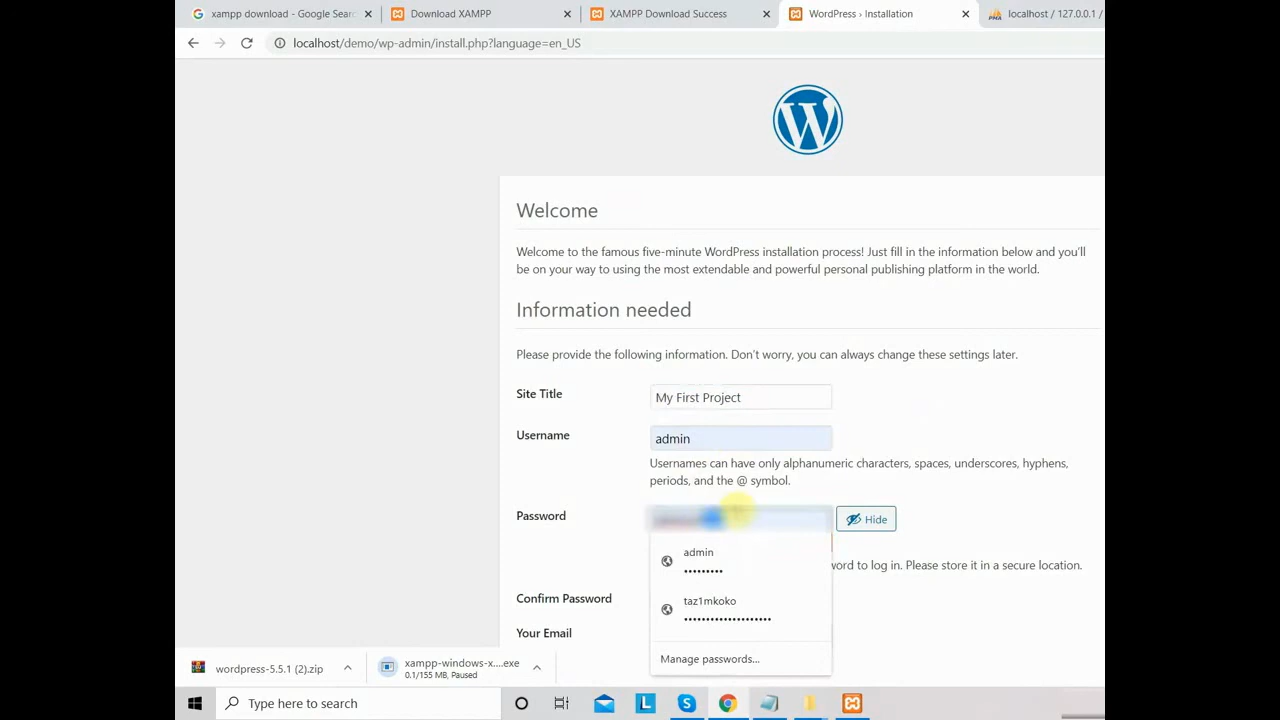 xampp download - Google Sear
Download XAMPP
XAMPP Download Success
WordPress › Installation
localhost / 127.0.0.1 /
localhost/demo/wp-admin/install.php?language=en_US
Welcome
Welcome to the famous five-minute WordPress installation process! Just fill in the information below and you'll
be on your way to using the most extendable and powerful personal publishing platform in the world.
Information needed
Please provide the following information. Don't worry, you can always change these settings later.
Site Title
My First Project
Username
admin
Usernames can have only alphanumeric characters, spaces, underscores, hyphens,
periods, and the @ symbol.
Password
Hide
admin
•••••••••
word to log in. Please store it in a secure location.
taz1mkoko
••••••••••••••••••••
Confirm Password
Your Email
Manage passwords...
wordpress-5.5.1 (2).zip
xampp-windows-x....exe
0.1/155 MB, Paused
Type here to search